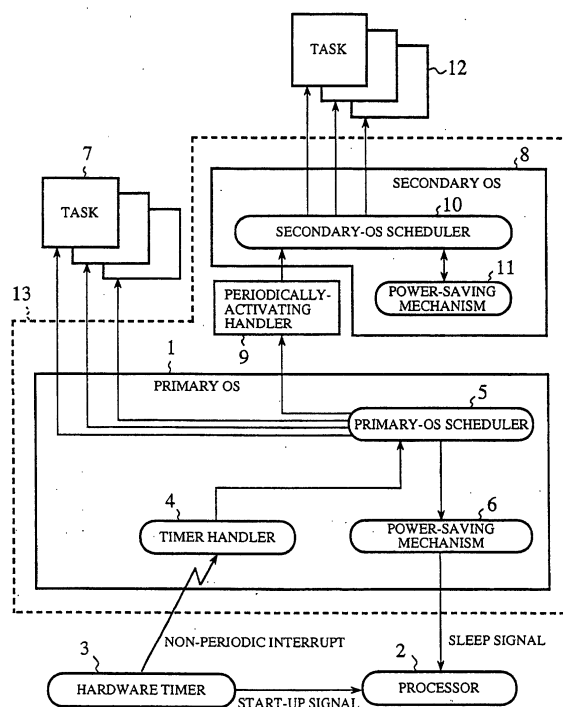 TASK
12
8
SECONDARY OS
7
TASK
10
SECONDARY-OS SCHEDULER
11
POWER-SAVING
MECHANISM
13
PERIODICALLY-
ACTIVATING
HANDLER
9
1
PRIMARY OS
5
PRIMARY-OS SCHEDULER
4
TIMER HANDLER
6
POWER-SAVING
MECHANISM
NON-PERIODIC INTERRUPT
SLEEP SIGNAL
3
HARDWARE TIMER
2
PROCESSOR
START-UP SIGNAL